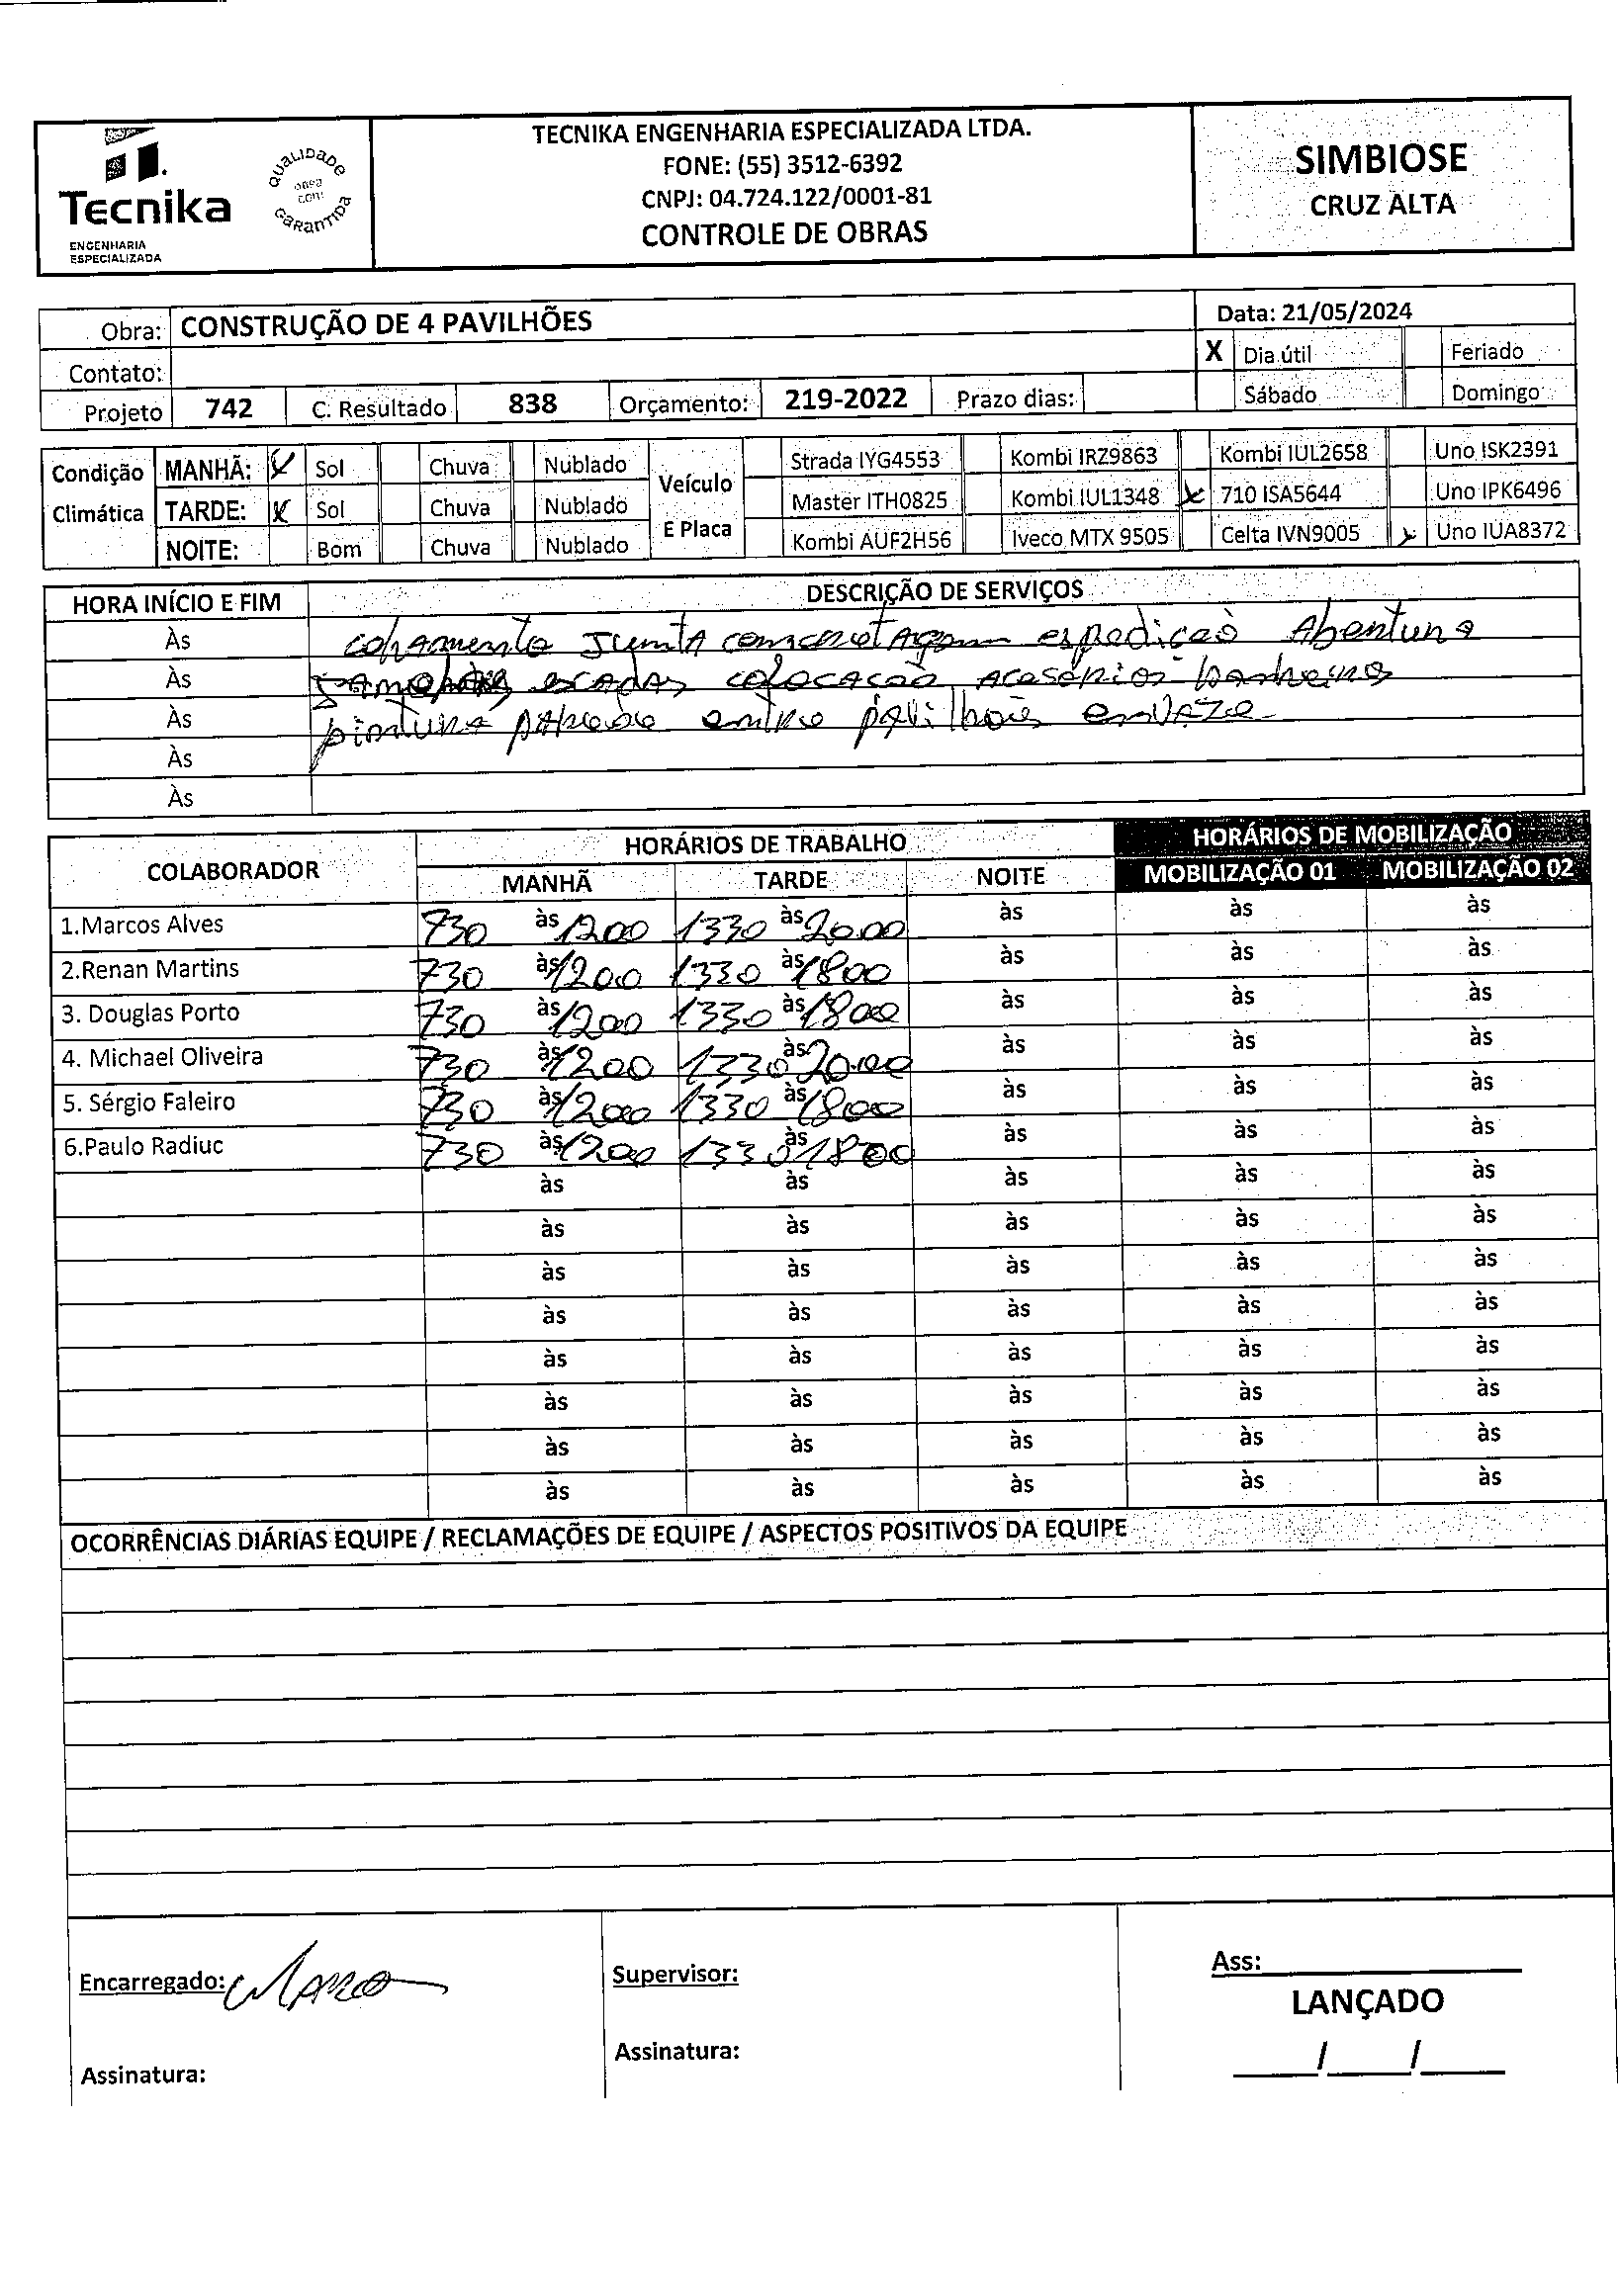 Tecnika
ENGENHARIA
ESPECIALIZADA
QUALIDADE
OBRA
COM
GARANTIDA
TECNIKA ENGENHARIA ESPECIALIZADA LTDA.
FONE: (55) 3512-6392
CNPJ: 04.724.122/0001-81
CONTROLE DE OBRAS
SIMBIOSE
CRUZ ALTA
Obra: CONSTRUÇÃO DE 4 PAVILHÕES
Data: 21/05/2024
Contato:
X Dia útil Feriado
Projeto 742 C. Resultado 838 Orçamento: 219-2022 Prazo dias:
Sábado Domingo
Condição Climática
MANHÃ: X Sol Chuva Nublado
TARDE: X Sol Chuva Nublado
NOITE: Bom Chuva Nublado
Veículo E Placa
Strada IYG4553 Kombi IRZ9863 Kombi IUL2658 Uno ISK2391
Master ITH0825 Kombi IUL1348 X 710 ISA5644 Uno IPK6496
Kombi AUF2H56 Iveco MTX 9505 Celta IVN9005 X Uno IUA8372
HORA INÍCIO E FIM DESCRIÇÃO DE SERVIÇOS
Às Junta concretagem espedicaò Abentura
Às escadas colocacaò acesórios banheiros
Às pintura parede entre pavilhois envaze
Às
Às
COLABORADOR HORÁRIOS DE TRABALHO HORÁRIOS DE MOBILIZAÇÃO
MANHÃ TARDE NOITE MOBILIZAÇÃO 01 MOBILIZAÇÃO 02
1.Marcos Alves 730 às 1200 1330 às 20.00 às às às
2.Renan Martins 730 às 1200 1330 às 1800 às às às
3. Douglas Porto 730 às 1200 1330 às 1800 às às às
4. Michael Oliveira 730 às 1200 1330 às 20.00 às às às
5. Sérgio Faleiro 730 às 1200 1330 às 1800 às às às
6.Paulo Radiuc 730 às 1200 1330 às 1800 às às às
às às às às às
às às às às às
às às às às às
às às às às às
às às às às às
às às às às às
às às às às às
às às às às às
OCORRÊNCIAS DIÁRIAS EQUIPE / RECLAMAÇÕES DE EQUIPE / ASPECTOS POSITIVOS DA EQUIPE
Encarregado: Marco
Supervisor:
Ass:
LANÇADO
Assinatura:
Assinatura:
/ /